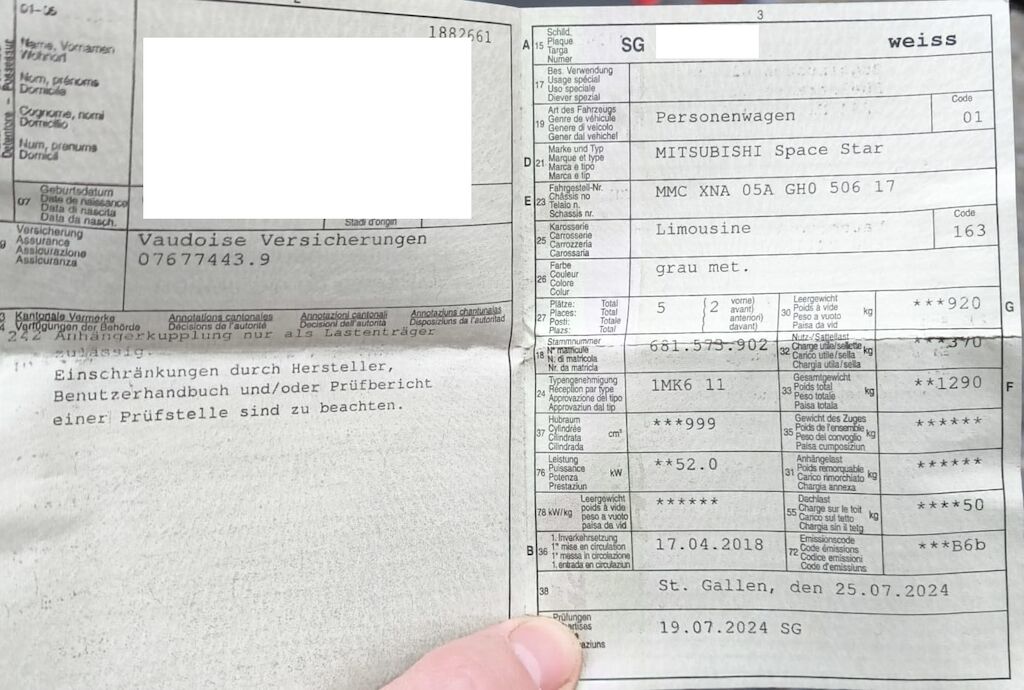 01-06
2
1882661
Detentore - Possessur
Name, Vornamen
Wohnort
Nom, prénoms
Domicile
Cognome, nomi
Domicilio
Num, prenums
Domicil
07
Geburtsdatum
Date de naissance
Data di nascita
Data da nasch.
Stadi d'origin
9
Versicherung
Assurance
Assicurazione
Assicuranza
Vaudoise Versicherungen
07677443.9
Kantonale Vermerke
Verfügungen der Behörde
Annotations cantonales
Décisions de l'autorité
Annotazioni cantonali
Decisioni dell'autorità
Annotaziuns chantunalas
Disposiziuns da l'autoritad
242 Anhängerkupplung nur als Lastenträger
zulässig.
Einschränkungen durch Hersteller,
Benutzerhandbuch und/oder Prüfbericht
einer Prüfstelle sind zu beachten.
3
A 15
Schild
Plaque
Targa
Numer
SG
weiss
17
Bes. Verwendung
Usage spécial
Uso speciale
Diever spezial
19
Art des Fahrzeugs
Genre de véhicule
Genere di veicolo
Gener dal vehichel
Personenwagen
Code
01
D 21
Marke und Typ
Marque et type
Marca e tipo
Marca e tip
MITSUBISHI Space Star
E 23
Fahrgestell-Nr.
Châssis no
Telaio n.
Schassis nr.
MMC XNA 05A GH0 506 17
25
Karosserie
Carrosserie
Carrozzeria
Carossaria
Limousine
Code
163
26
Farbe
Couleur
Colore
Colur
grau met.
27
Plätze: Total
Places: Total
Posti: Totale
Plazs: Total
5
2
vorne)
avant)
anteriori)
davant)
30
Leergewicht
Poids à vide
Peso a vuoto
Paisa da vid
kg
***920
G
18
Stammnummer
N° matricule
N. di matricola
Nr. da matricla
681.573.902
32
Nutz-/Sattellast
Charge utile/sellette
Carico utile/sella
Chargia utila/sella
kg
***370
24
Typengenehmigung
Réception par type
Approvazione del tipo
Approvaziun dal tip
1MK6 11
33
Gesamtgewicht
Poids total
Peso totale
Paisa totala
kg
**1290
F
37
Hubraum
Cylindrée
Cilindrata
Cilindrada
cm³
***999
35
Gewicht des Zuges
Poids de l'ensemble
Peso del convoglio
Paisa cumposiziun
kg
******
76
Leistung
Puissance
Potenza
Prestaziun
kW
**52.0
31
Anhängelast
Poids remorquable
Carico rimorchiato
Chargia annexa
kg
******
78 kW/kg
Leergewicht
poids à vide
peso a vuoto
paisa da vid
******
55
Dachlast
Charge sur le toit
Carico sul tetto
Chargia sin il tetg
kg
****50
B 36
1. Inverkehrsetzung
1re mise en circulation
1a messa in circolazione
1. entrada en circulaziun
17.04.2018
72
Emissionscode
Code émissions
Codice emissioni
Code d'emissiuns
***B6b
38
St. Gallen, den 25.07.2024
Prüfungen
19.07.2024 SG